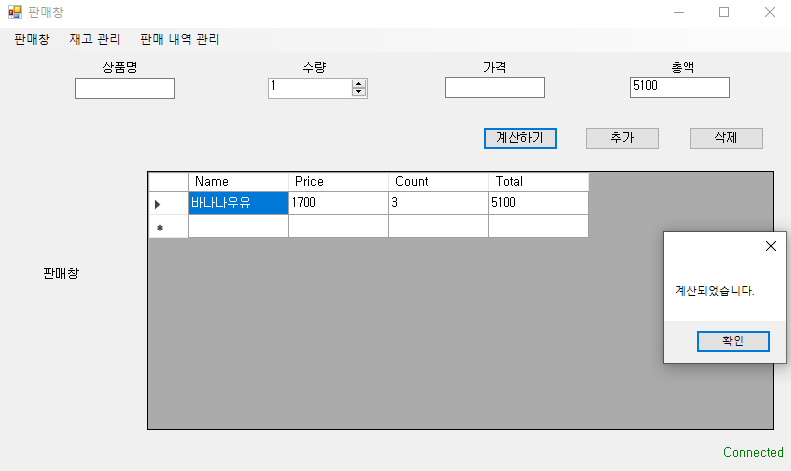 판매창
판매창 재고 관리 판매 내역 관리
상품명 수량 가격 총액
1 5100
계산하기 추가 삭제
Name Price Count Total
바나나우유 1700 3 5100
판매창
계산되었습니다.
확인
Connected